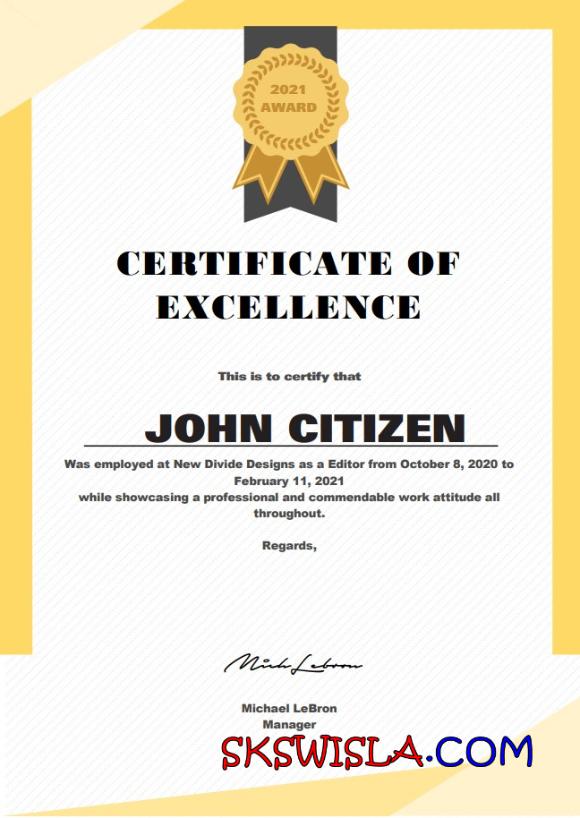 2021
AWARD
CERTIFICATE OF
EXCELLENCE
This is to certify that
JOHN CITIZEN
Was employed at New Divide Designs as a Editor from October 8, 2020 to
February 11, 2021
while showcasing a professional and commendable work attitude all
throughout.
Regards,
Mich Lebron
Michael LeBron
Manager
SKSWISLA.COM